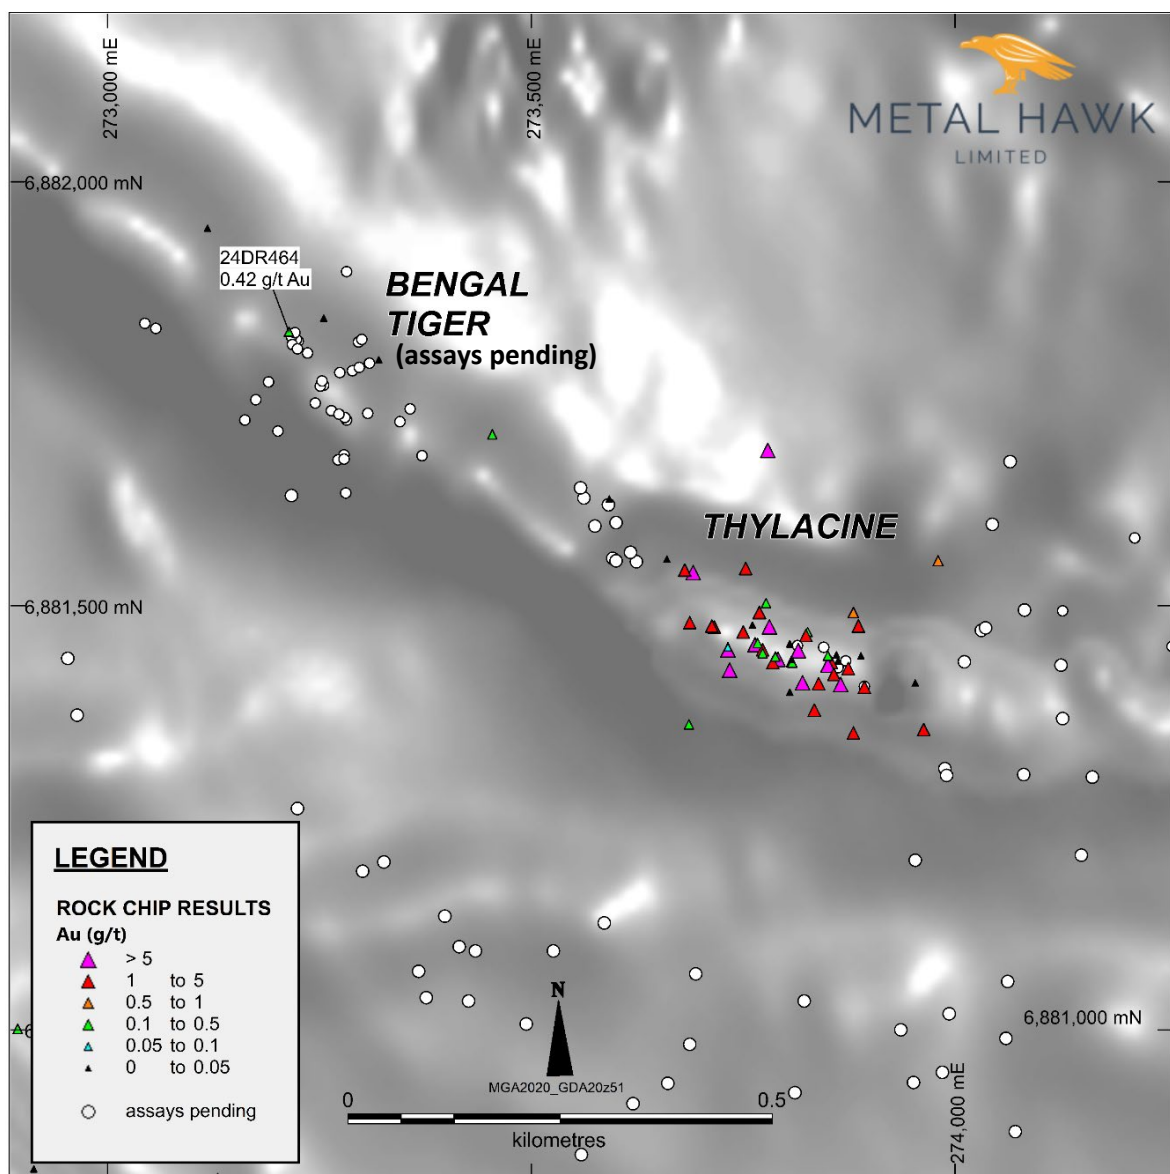 273,000 mE
273,500 mE
METAL HAWK
LIMITED
6,882,000 mN
24DR464
0.42 g/t Au
BENGAL
TIGER
(assays pending)
THYLACINE
6,881,500 mN
LEGEND
ROCK CHIP RESULTS
Au (g/t)
> 5
1 to 5
0.5 to 1
0.1 to 0.5
0.05 to 0.1
0 to 0.05
assays pending
N
MGA2020_GDA20z51
0 0.5
kilometres
6,881,000 mN
274,000 mE